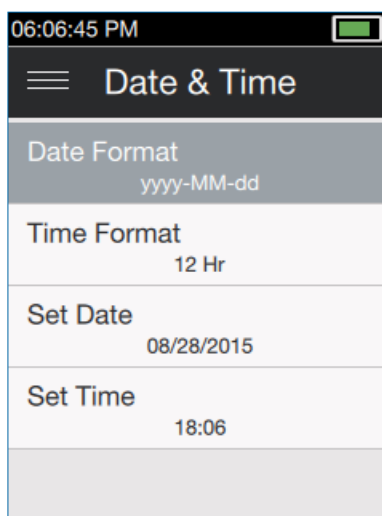 06:06:45 PM
Date & Time
Date Format
yyyy-MM-dd
Time Format
12 Hr
Set Date
08/28/2015
Set Time
18:06